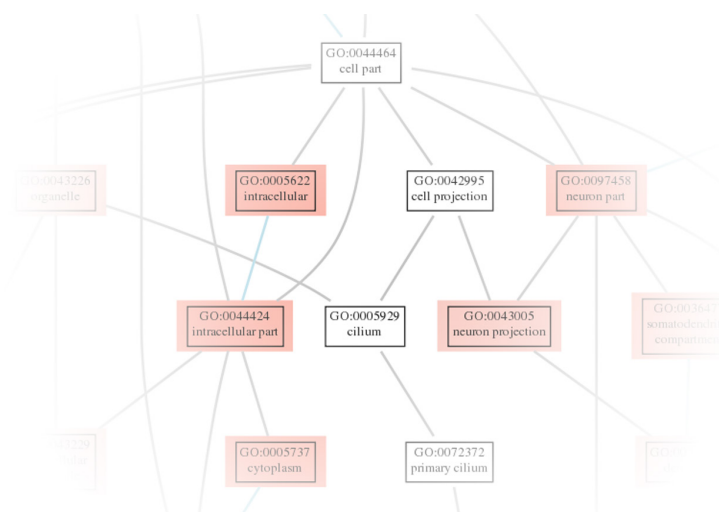 GO:0044464
cell part
GO:0043226
organelle
GO:0005622
intracellular
GO:0042995
cell projection
GO:0097458
neuron part
GO:0044424
intracellular part
GO:0005929
cilium
GO:0043005
neuron projection
GO:0005737
cytoplasm
GO:0072372
primary cilium